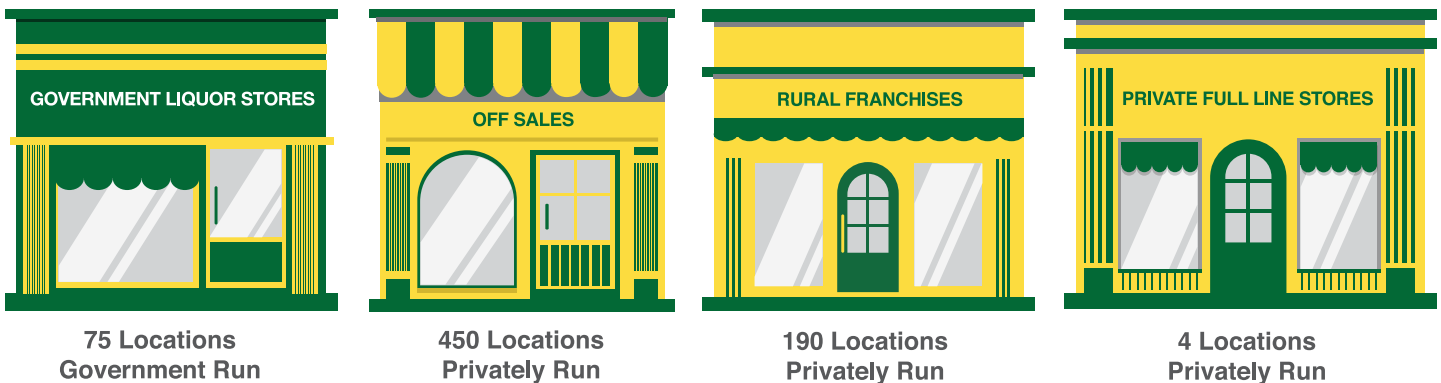 GOVERNMENT LIQUOR STORES
75 Locations
Government Run
OFF SALES
450 Locations
Privately Run
RURAL FRANCHISES
190 Locations
Privately Run
PRIVATE FULL LINE STORES
4 Locations
Privately Run